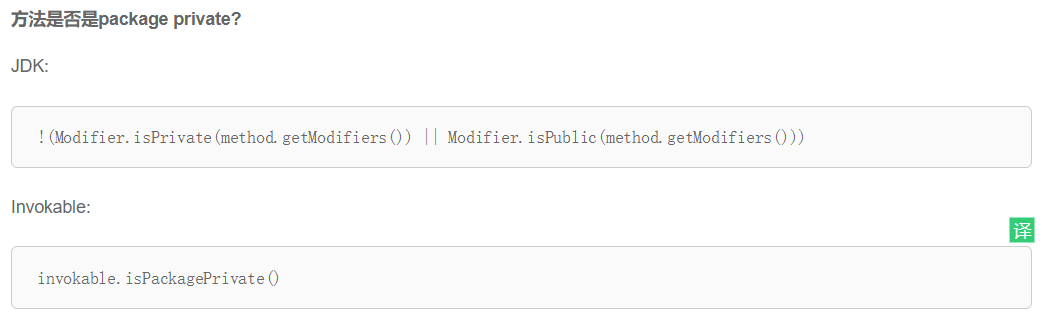 方法是否是package private?
JDK:
!(Modifier.isPrivate(method.getModifiers()) || Modifier.isPublic(method.getModifiers()))
Invokable:
译
invokable.isPackagePrivate()